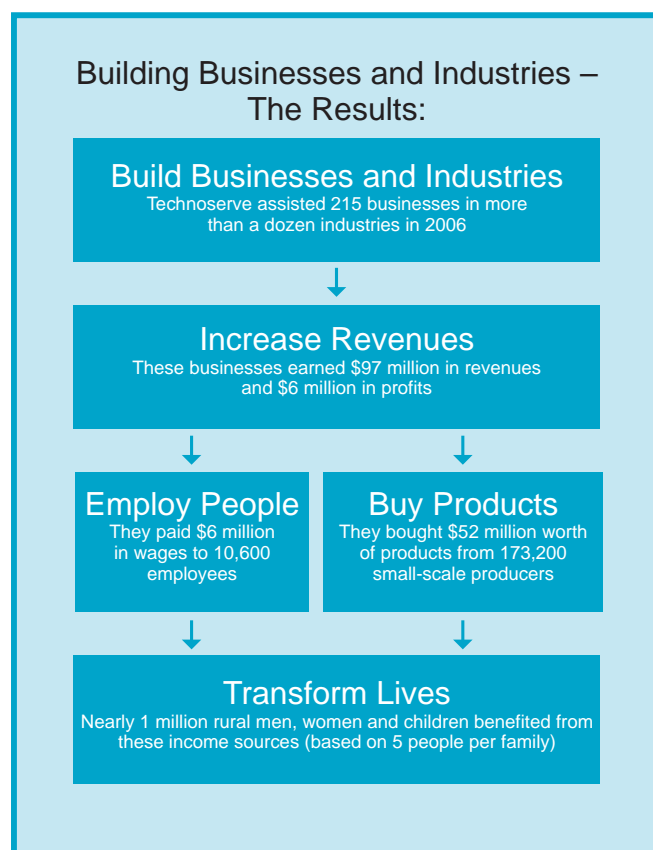 Building Businesses and Industries –
The Results:
Build Businesses and Industries
Technoserve assisted 215 businesses in more
than a dozen industries in 2006
Increase Revenues
These businesses earned $97 million in revenues
and $6 million in profits
Employ People
They paid $6 million
in wages to 10,600
employees
Buy Products
They bought $52 million worth
of products from 173,200
small-scale producers
Transform Lives
Nearly 1 million rural men, women and children benefited from
these income sources (based on 5 people per family)